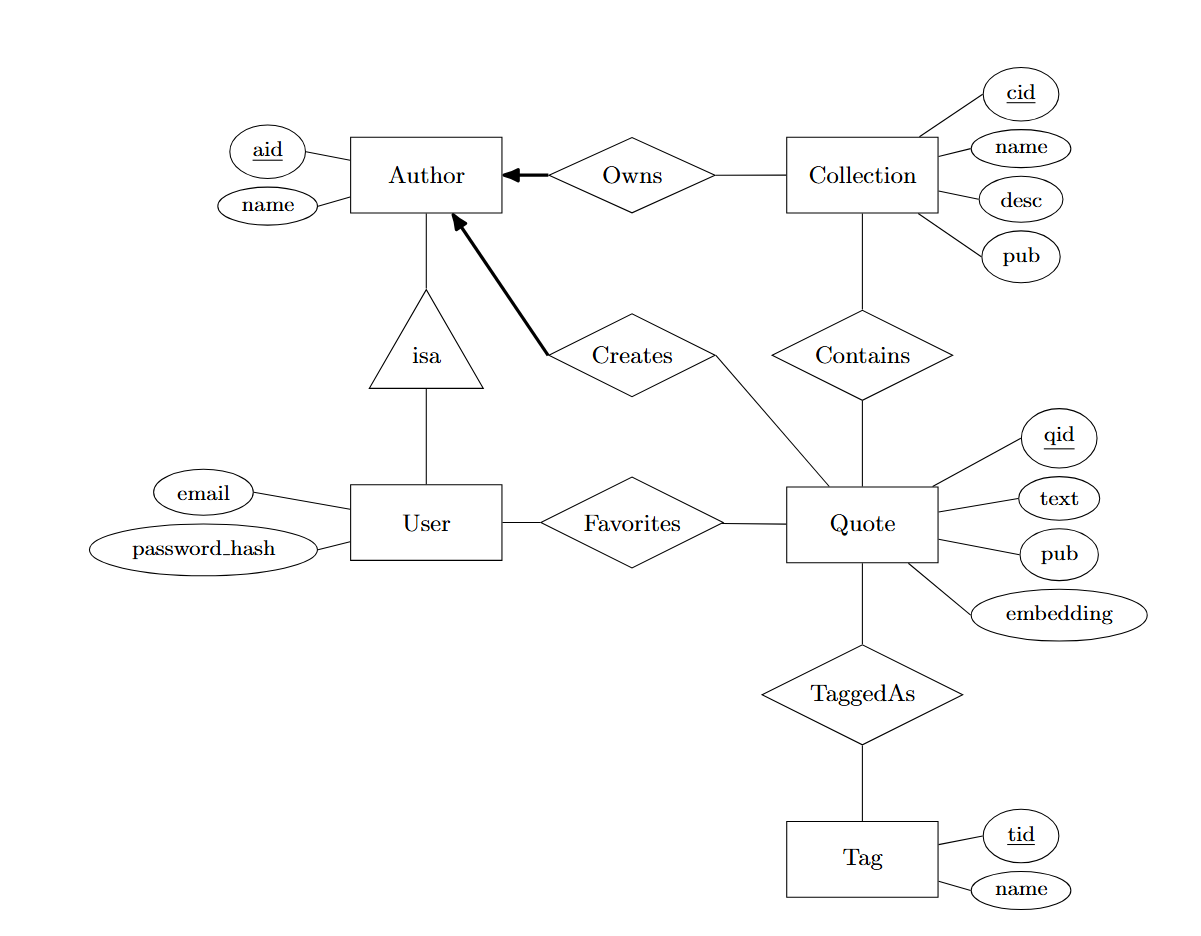 cid
aid
Author
Owns
Collection
name
name
desc
pub
isa
Creates
Contains
qid
email
text
User
Favorites
Quote
password_hash
pub
embedding
TaggedAs
tid
Tag
name